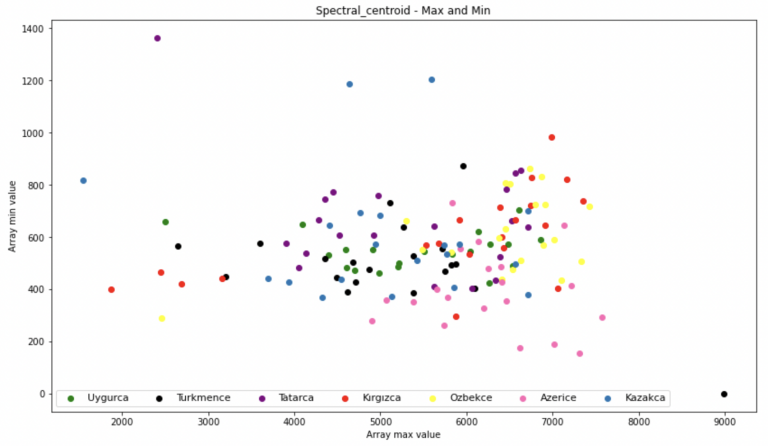 Spectral_centroid - Max and Min
1400
1200
1000
800
600
400
200
0
Array min value
Uygurca Turkmence Tatarca Kırgızca Ozbekce Azerice Kazakca
2000 3000 4000 5000 6000 7000 8000 9000
Array max value